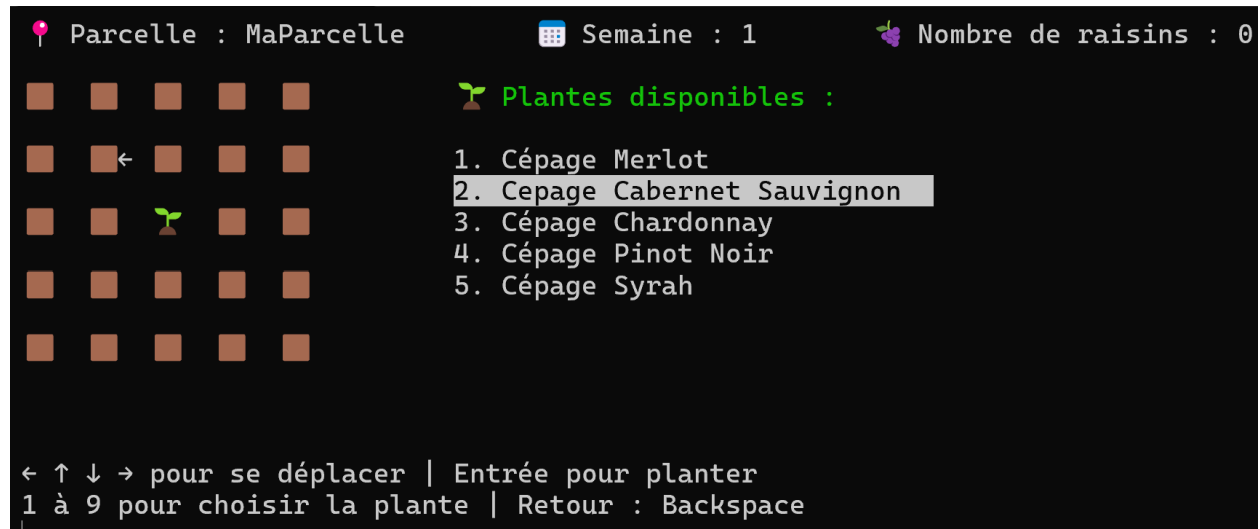 Parcelle : MaParcelle Semaine : 1 Nombre de raisins : 0
Plantes disponibles :
1. Cépage Merlot
←
2. Cepage Cabernet Sauvignon
3. Cépage Chardonnay
4. Cépage Pinot Noir
5. Cépage Syrah
← ↑ ↓ → pour se déplacer | Entrée pour planter
1 à 9 pour choisir la plante | Retour : Backspace